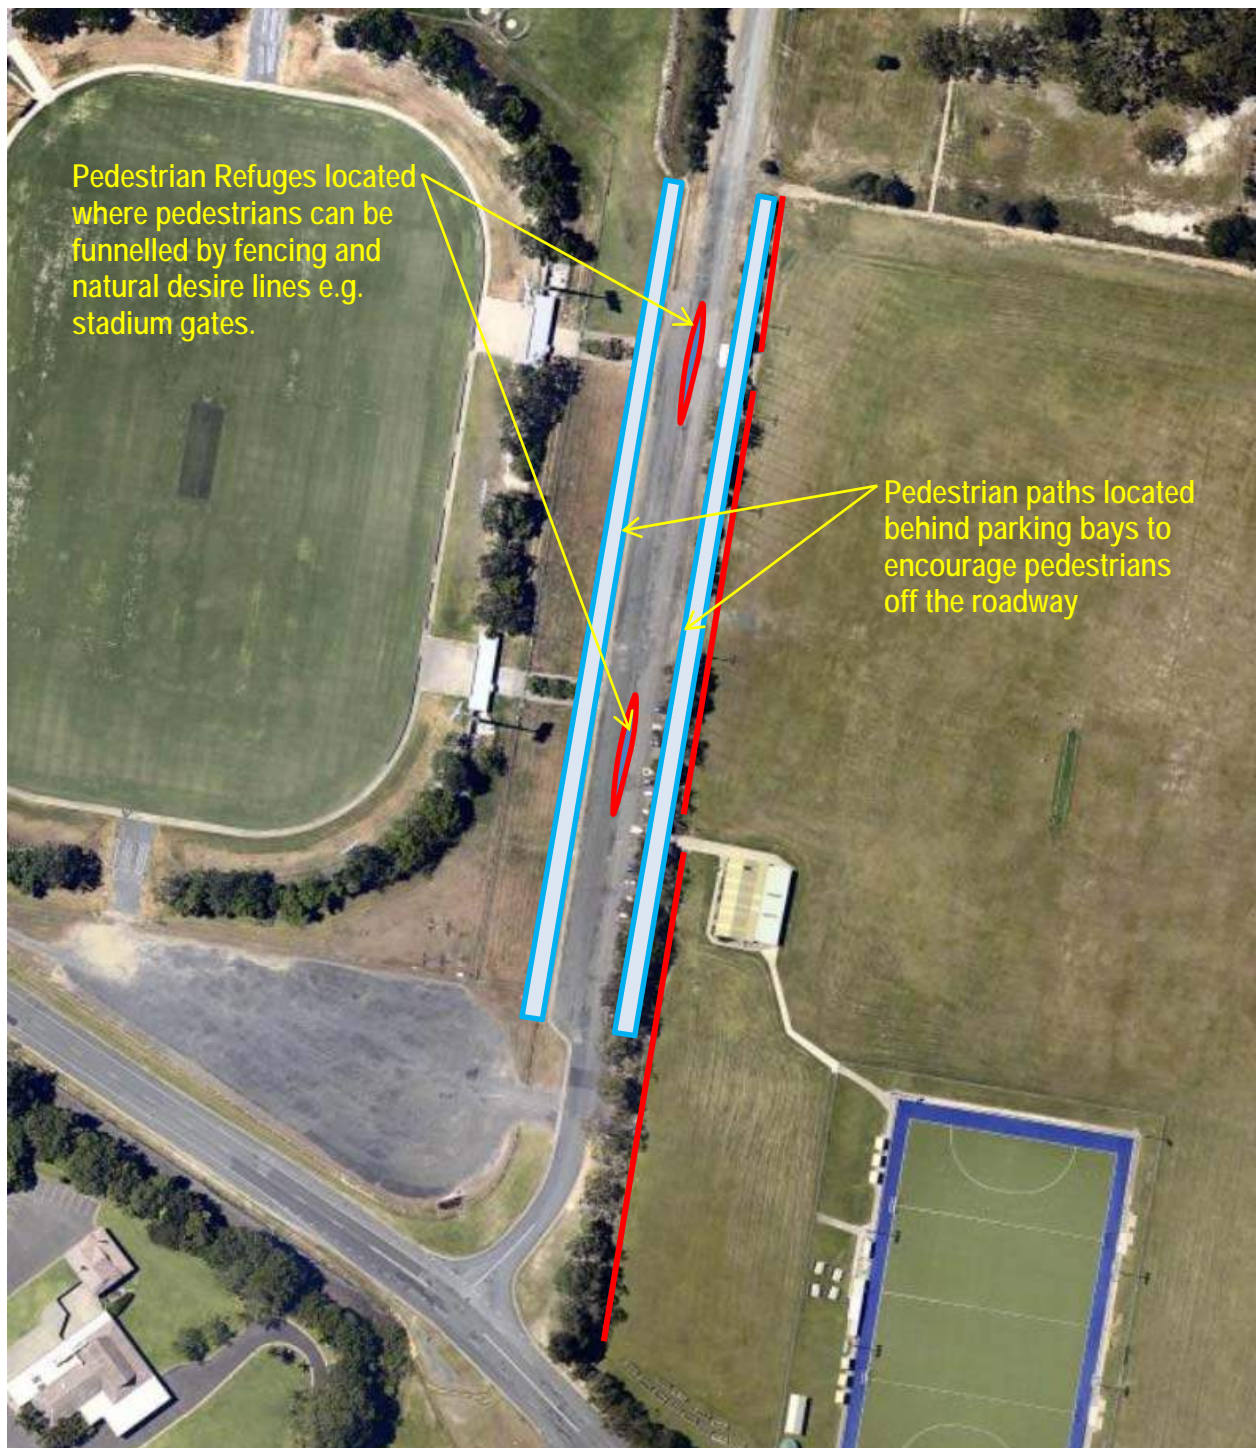 Pedestrian Refuges located
where pedestrians can be
funnelled by fencing and
natural desire lines e.g.
stadium gates.
Pedestrian paths located
behind parking bays to
encourage pedestrians
off the roadway